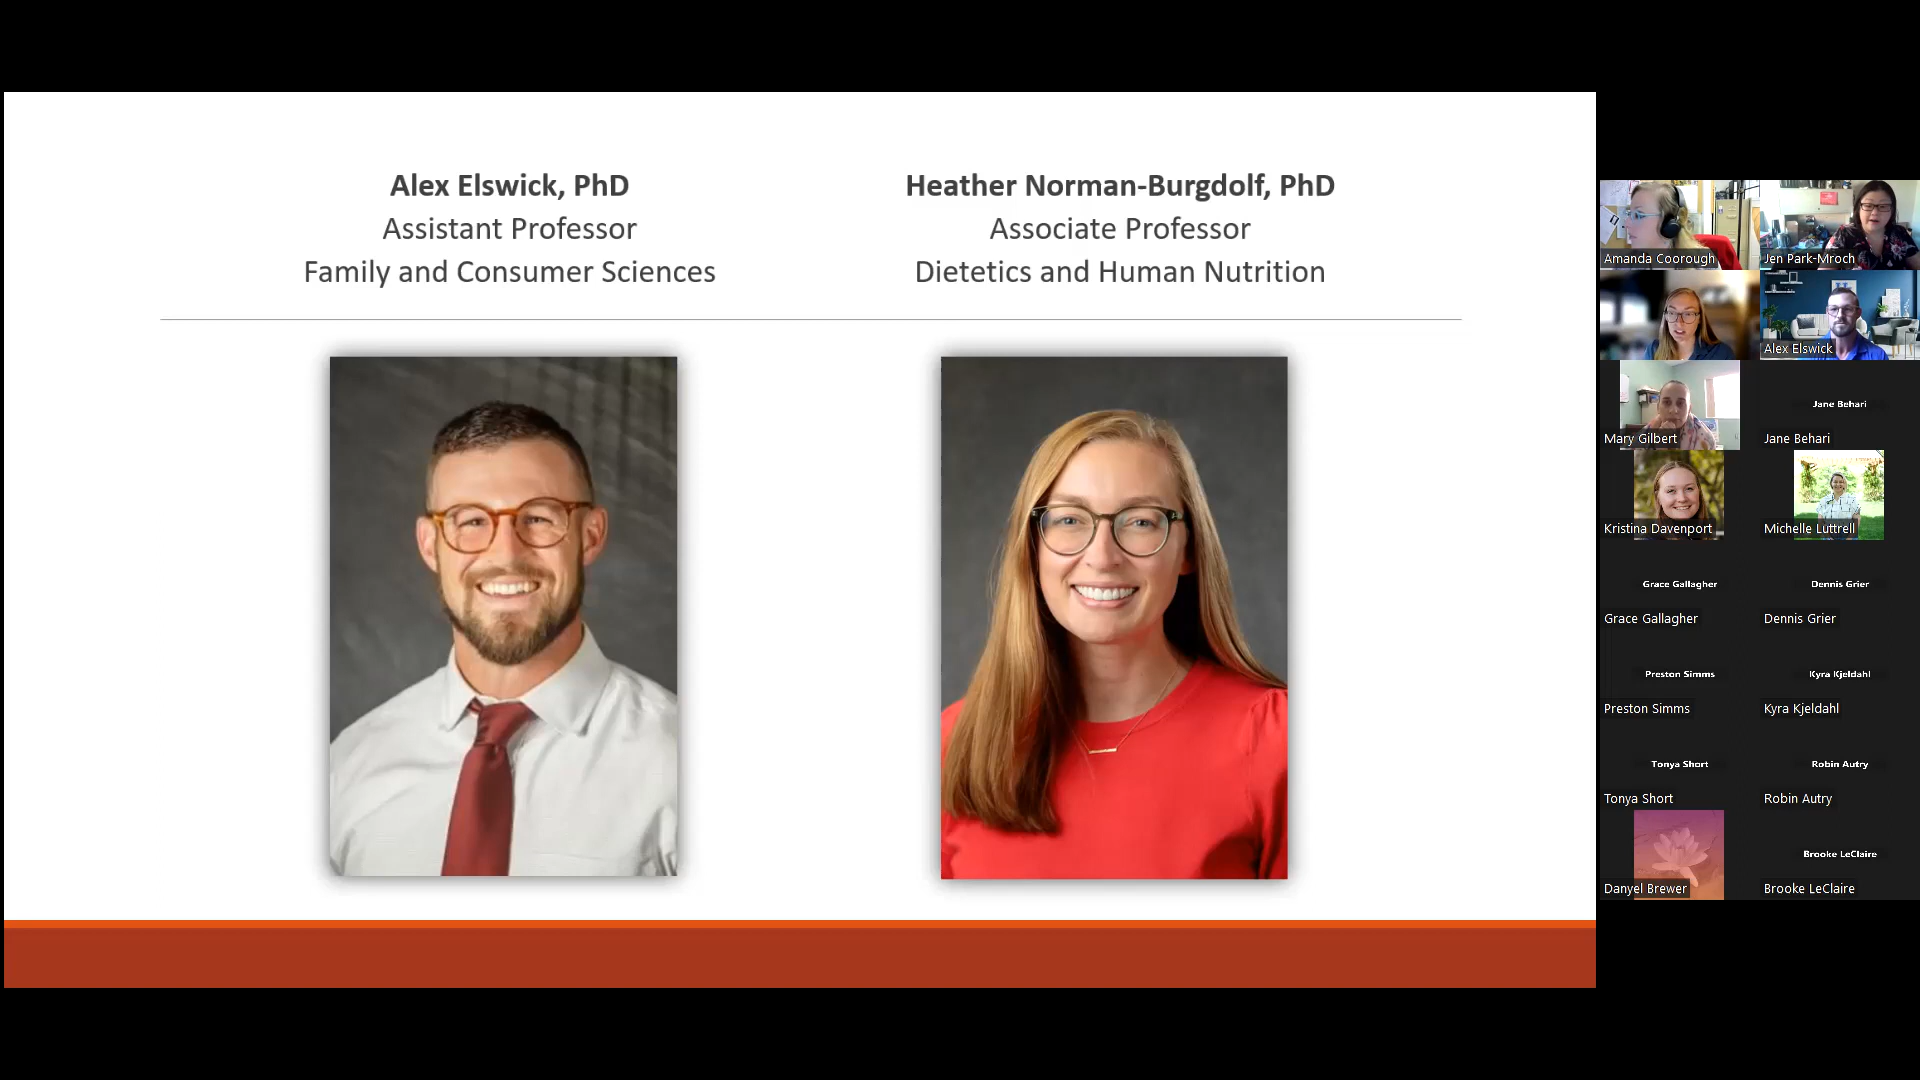 Alex Elswick, PhD
Assistant Professor
Family and Consumer Sciences
Heather Norman-Burgdolf, PhD
Associate Professor
Dietetics and Human Nutrition
Amanda Coorough
Jen Park-Mroch
Alex Elswick
Mary Gilbert
Jane Behari
Jane Behari
Kristina Davenport
Michelle Luttrell
Grace Gallagher
Dennis Grier
Grace Gallagher
Dennis Grier
Preston Simms
Kyra Kjeldahl
Preston Simms
Kyra Kjeldahl
Tonya Short
Robin Autry
Tonya Short
Robin Autry
Brooke LeClaire
Danyel Brewer
Brooke LeClaire